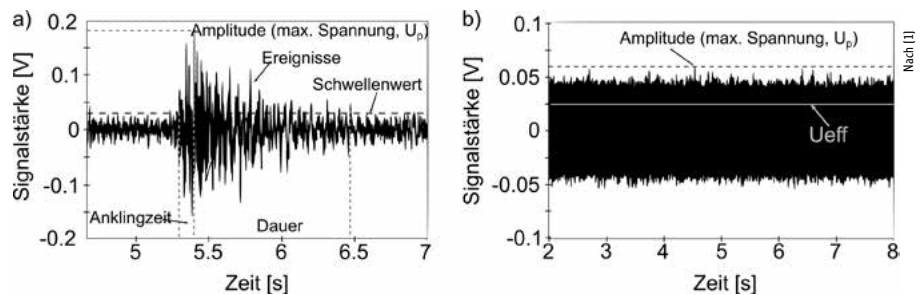 a)
0.2
0.1
0
-0.1
-0.2
Signalstärke [V]
Amplitude (max. Spannung, Up)
Ereignisse
Schwellenwert
Anklingzeit
Dauer
5
5.5
6
6.5
7
Zeit [s]
b)
0.1
0.05
0
-0.05
-0.1
Signalstärke [V]
Amplitude (max. Spannung, Up)
Ueff
2
3
4
5
6
7
8
Zeit [s]
Nach [1]